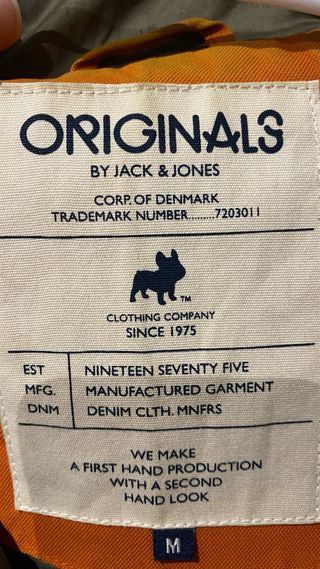 ORIGINALS
BY JACK & JONES
CORP. OF DENMARK
TRADEMARK NUMBER.........7203011
TM
CLOTHING COMPANY
SINCE 1975
EST NINETEEN SEVENTY FIVE
MFG. MANUFACTURED GARMENT
DNM DENIM CLTH. MNFRS
WE MAKE
A FIRST HAND PRODUCTION
WITH A SECOND
HAND LOOK
M